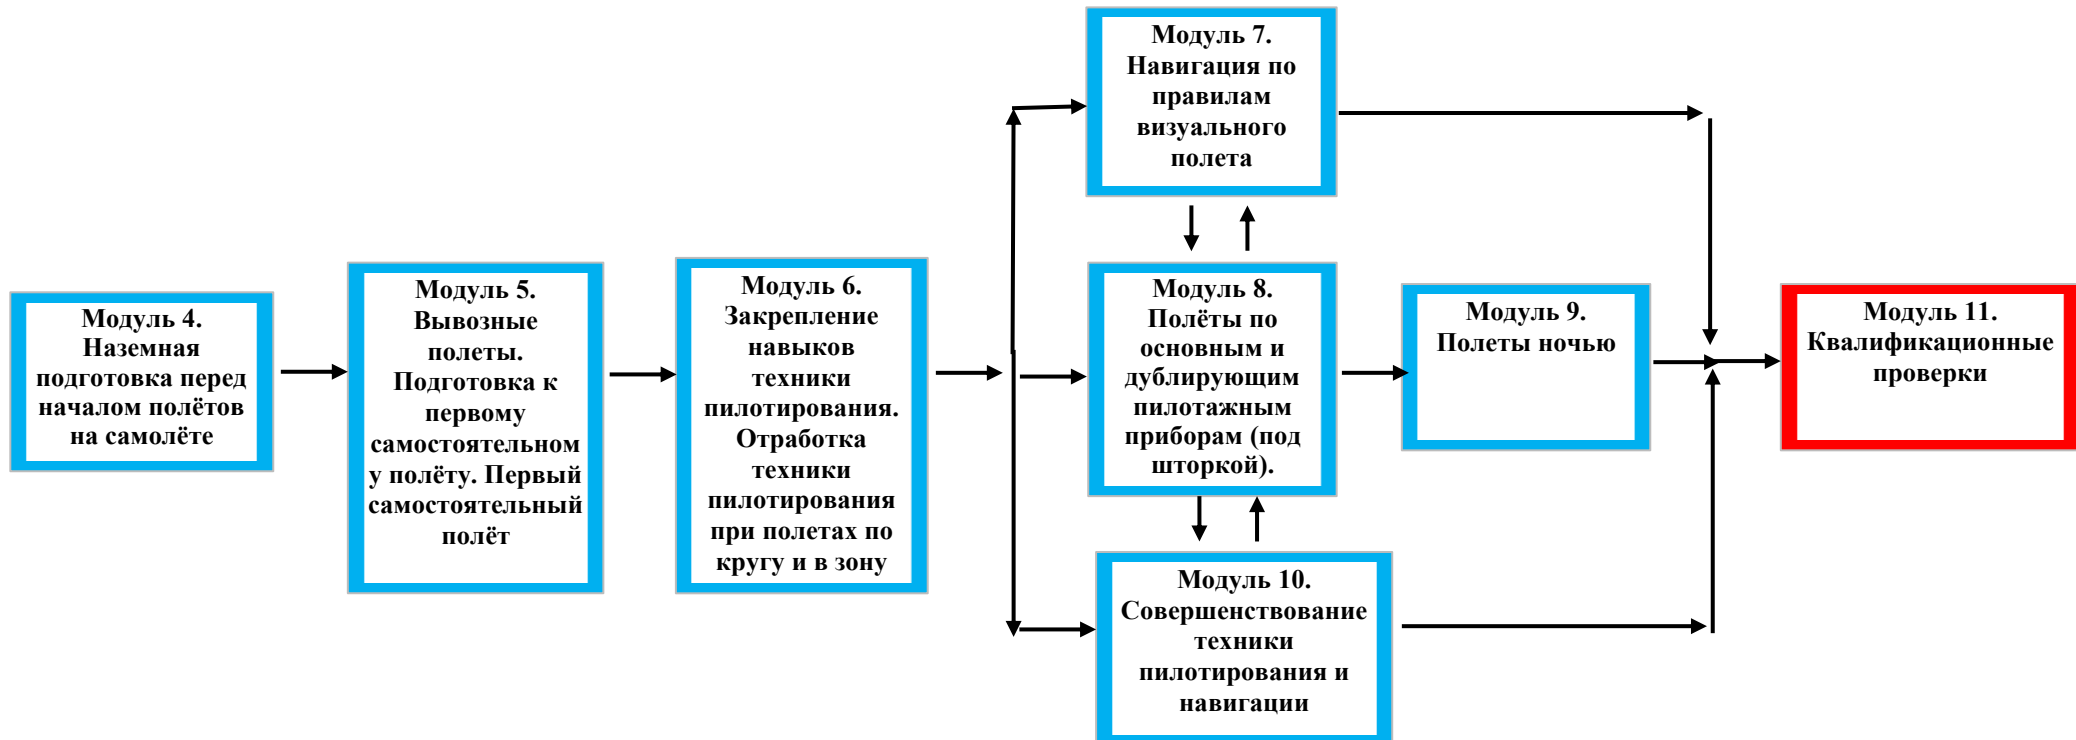 Модуль 4.
Наземная
подготовка перед
началом полётов
на самолёте
Модуль 5.
Вывозные
полеты.
Подготовка к
первому
самостоятельном
у полёту. Первый
самостоятельный
полёт
Модуль 6.
Закрепление
навыков
техники
пилотирования.
Отработка
техники
пилотирования
при полетах по
кругу и в зону
Модуль 7.
Навигация по
правилам
визуального
полета
Модуль 8.
Полёты по
основным и
дублирующим
пилотажным
приборам (под
шторкой).
Модуль 9.
Полеты ночью
Модуль 10.
Совершенствование
техники
пилотирования и
навигации
Модуль 11.
Квалификационные
проверки